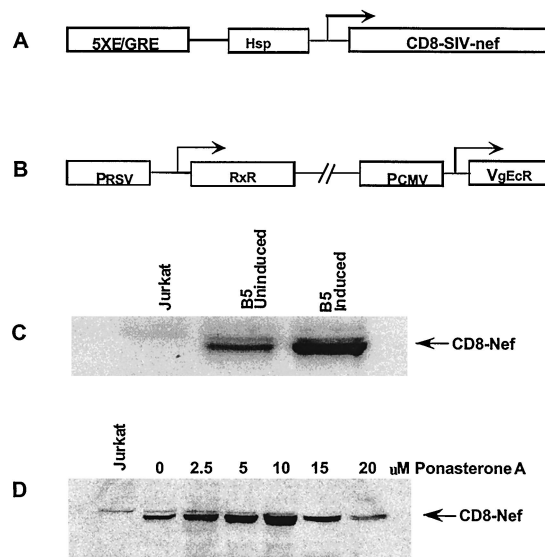 A
5XE/GRE
Hsp
CD8-SIV-nef
B
PRSV
RxR
PCMV
VgEcR
Jurkat
B5
Uninduced
B5
Induced
C
CD8-Nef
Jurkat
0 2.5 5 10 15 20 uM Ponasterone A
D
CD8-Nef